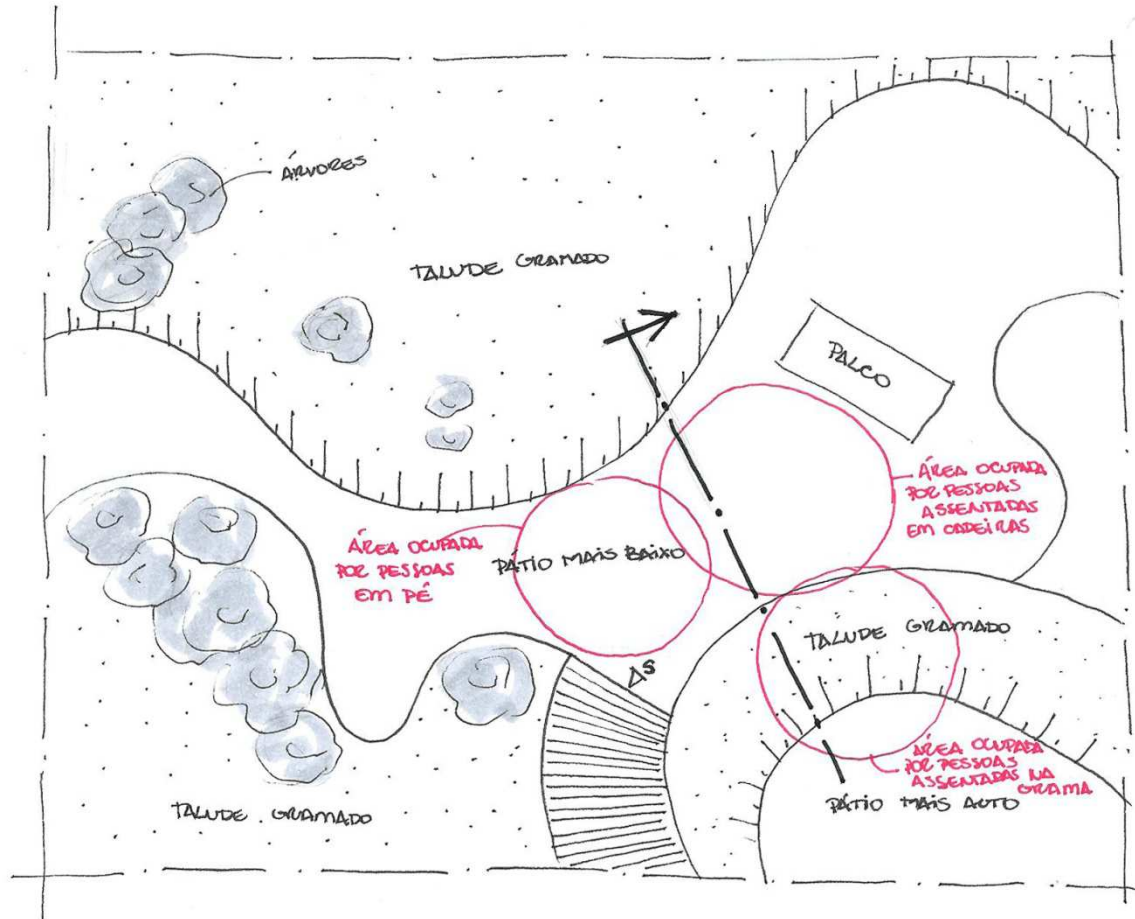 ÁRVORES
TALUDE GRAMADO
PALCO
ÁREA OCUPADA
POR PESSOAS
ASSENTADAS
EM CADEIRAS
ÁREA OCUPADA
POR PESSOAS
EM PÉ
PÁTIO MAIS BAIXO
TALUDE GRAMADO
S
ÁREA OCUPADA
POR PESSOAS
ASSENTADAS NA
GRAMA
PÁTIO MAIS ALTO
TALUDE GRAMADO